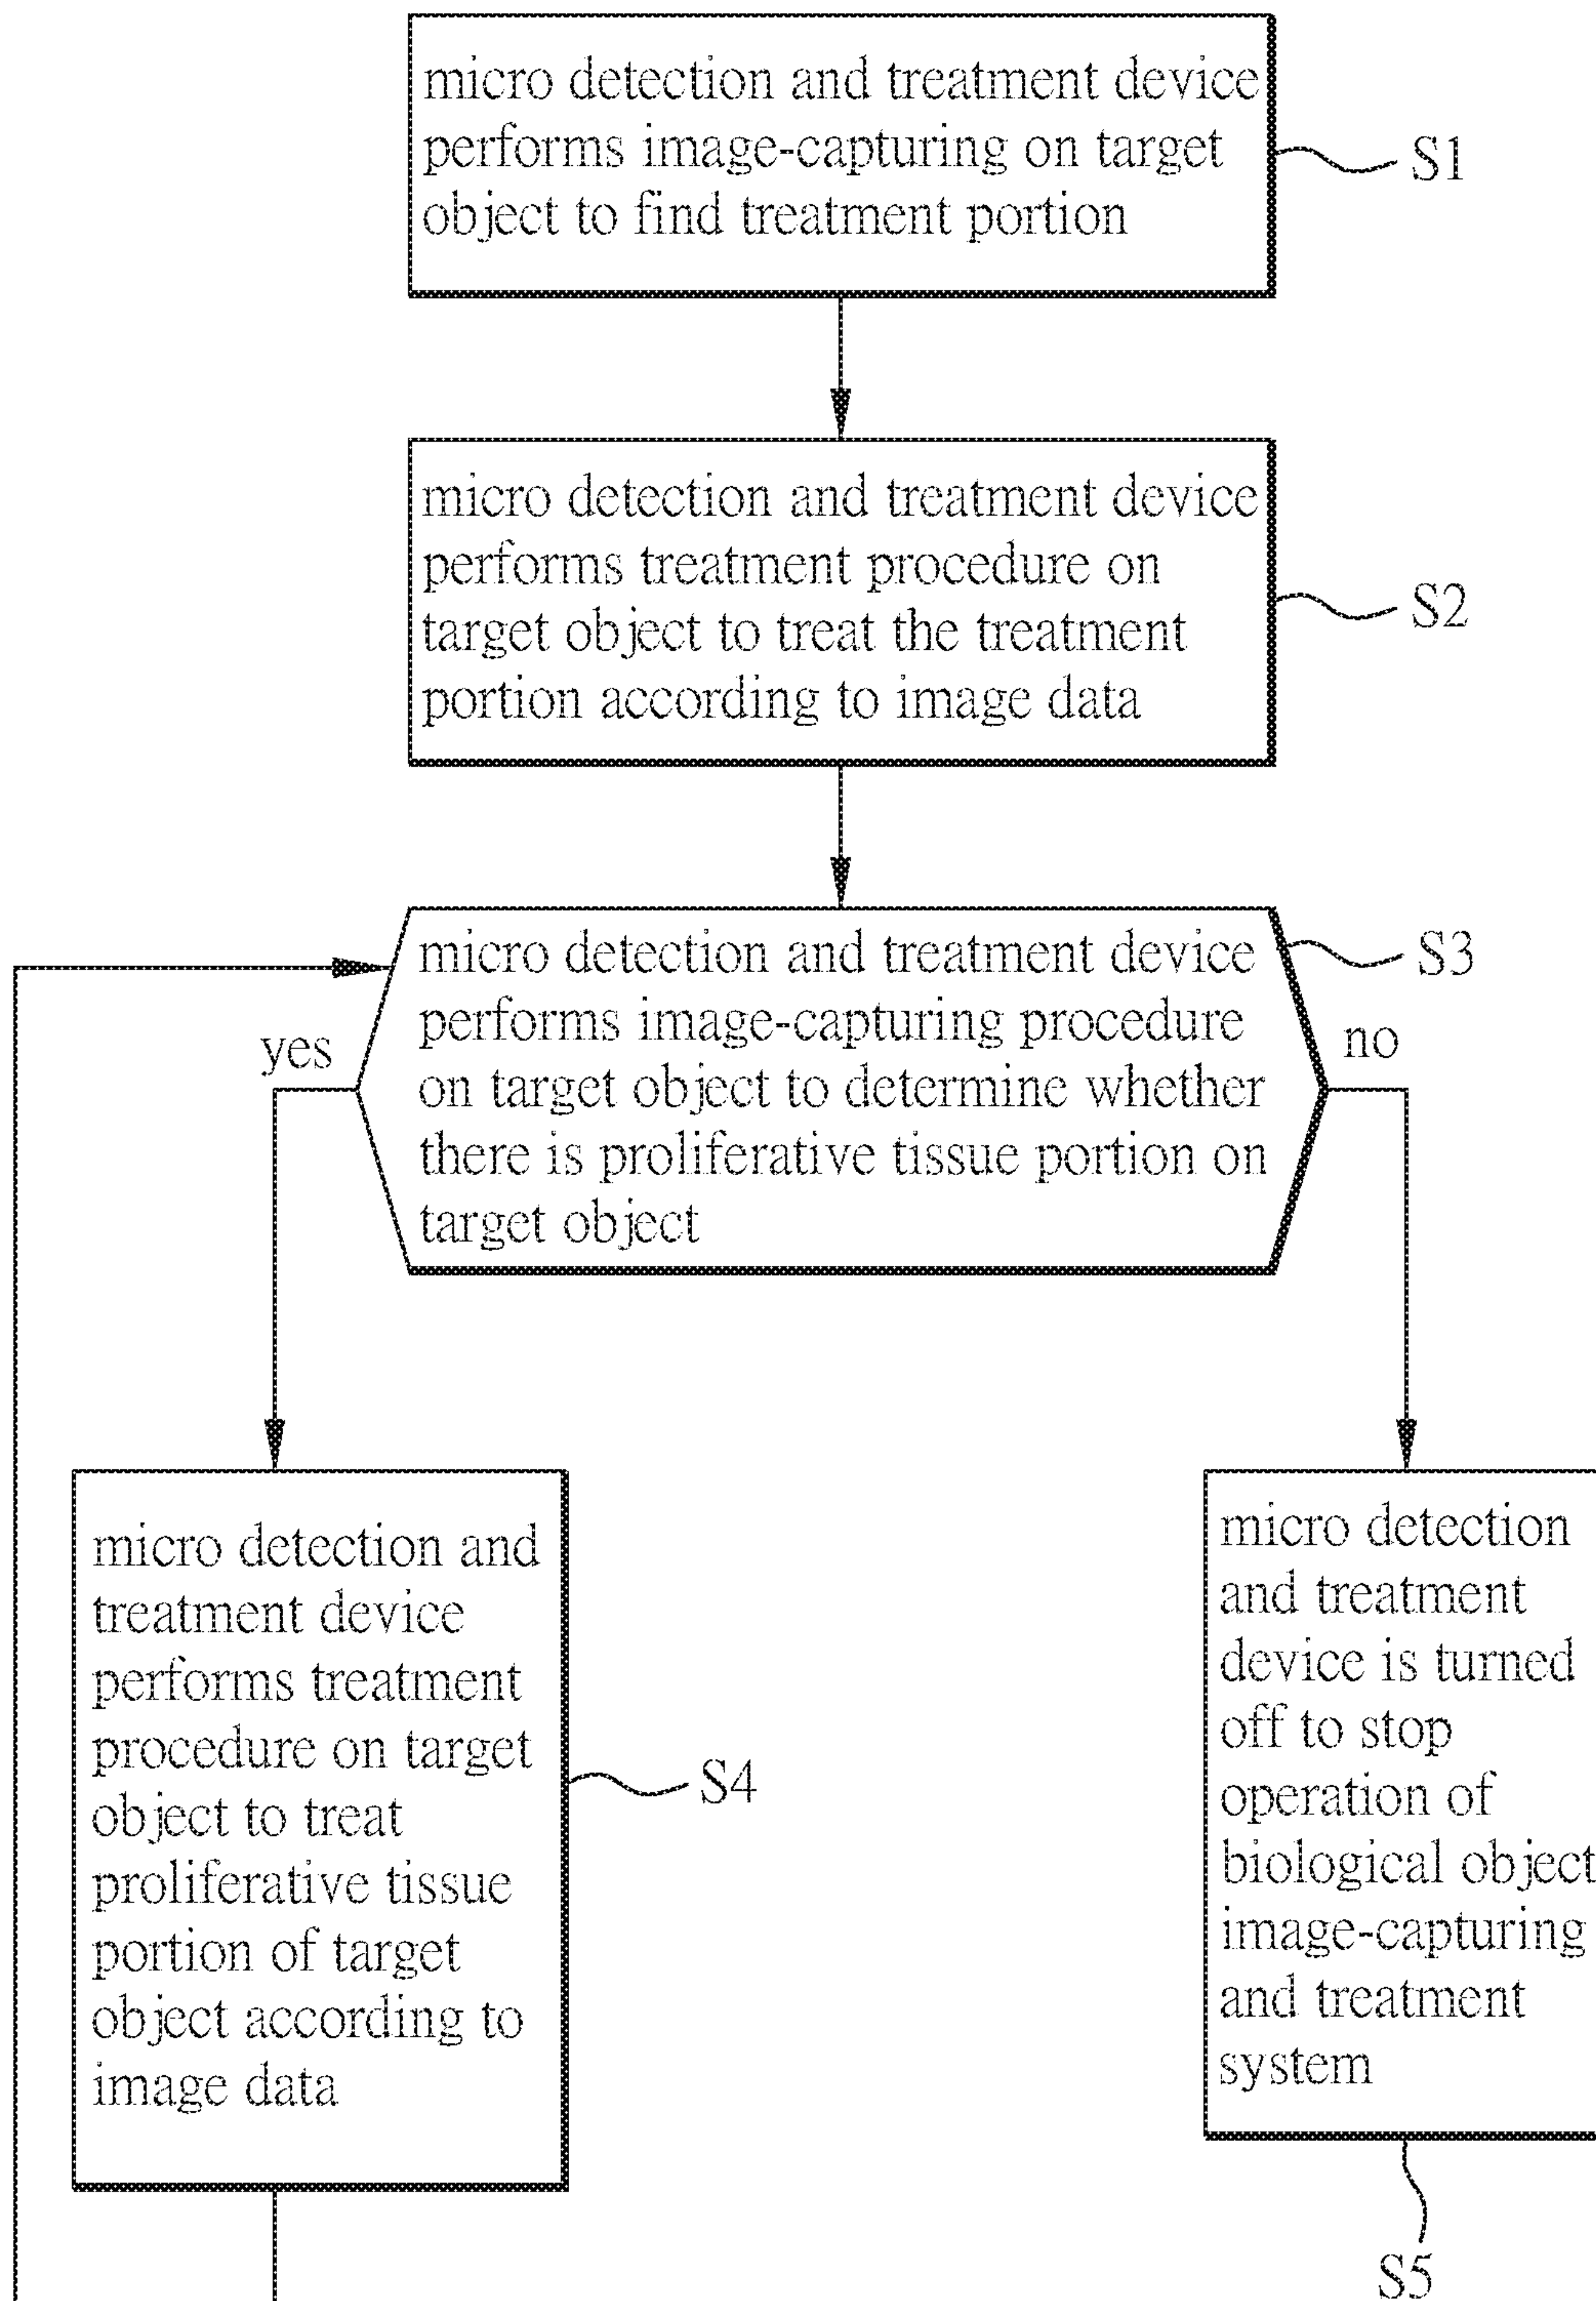 micro detection and treatment device
performs image-capturing on target
object to find treatment portion
S1
micro detection and treatment device
performs treatment procedure on
target object to treat the treatment
portion according to image data
S2
micro detection and treatment device
performs image-capturing procedure
on target object to determine whether
there is proliferative tissue portion on
target object
S3
yes
no
micro detection and
treatment device
performs treatment
procedure on target
object to treat
proliferative tissue
portion of target
object according to
image data
S4
micro detection
and treatment
device is turned
off to stop
operation of
biological object
image-capturing
and treatment
system
S5